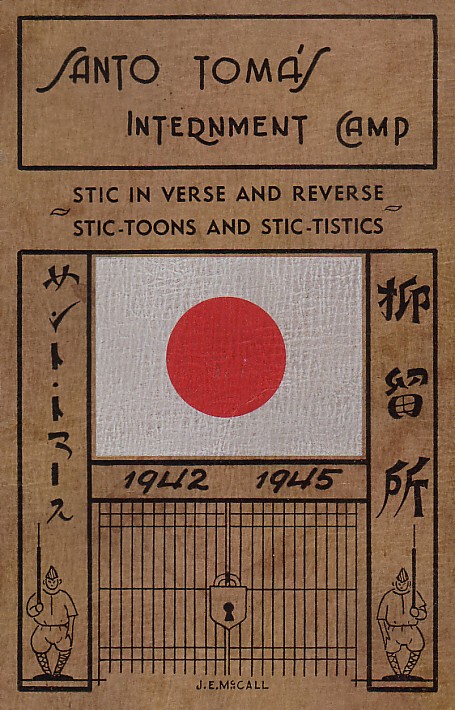 SANTO TOMÁS
INTERNMENT CAMP
STIC IN VERSE AND REVERSE
~STIC-TOONS AND STIC-TISTICS~
サント・トマース
抑留所
1942 1945
J.E.McCALL